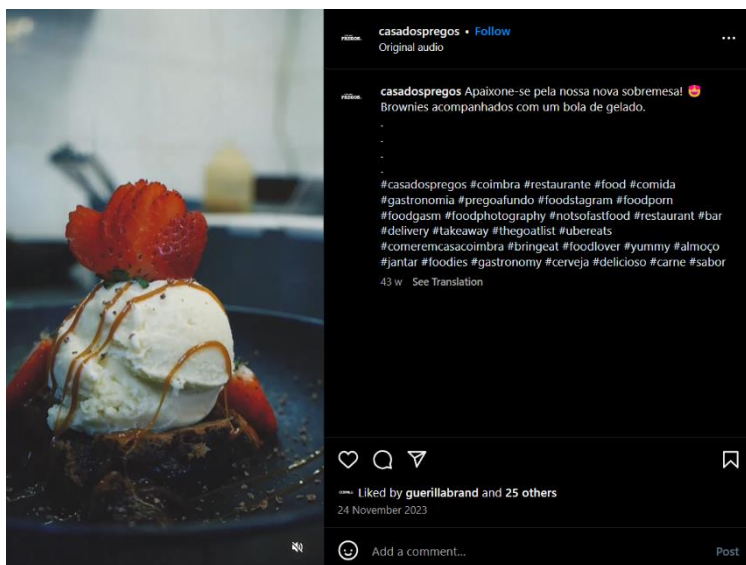 casadospregos • Follow
Original audio
casadospregos Apaixone-se pela nossa nova sobremesa! 😍
Brownies acompanhados com um bola de gelado.
.
.
.
.
#casadospregos #coimbra #restaurante #food #comida
#gastronomia #pregoafundo #foodstagram #foodporn
#foodgasm #foodphotography #notsofastfood #restaurant #bar
#delivery #takeaway #thegoatlist #ubereats
#comeremcasacoimbra #bringeat #foodlover #yummy #almoço
#jantar #foodies #gastronomy #cerveja #delicioso #carne #sabor
43 w See Translation
Liked by guerillabrand and 25 others
24 November 2023
Add a comment... Post